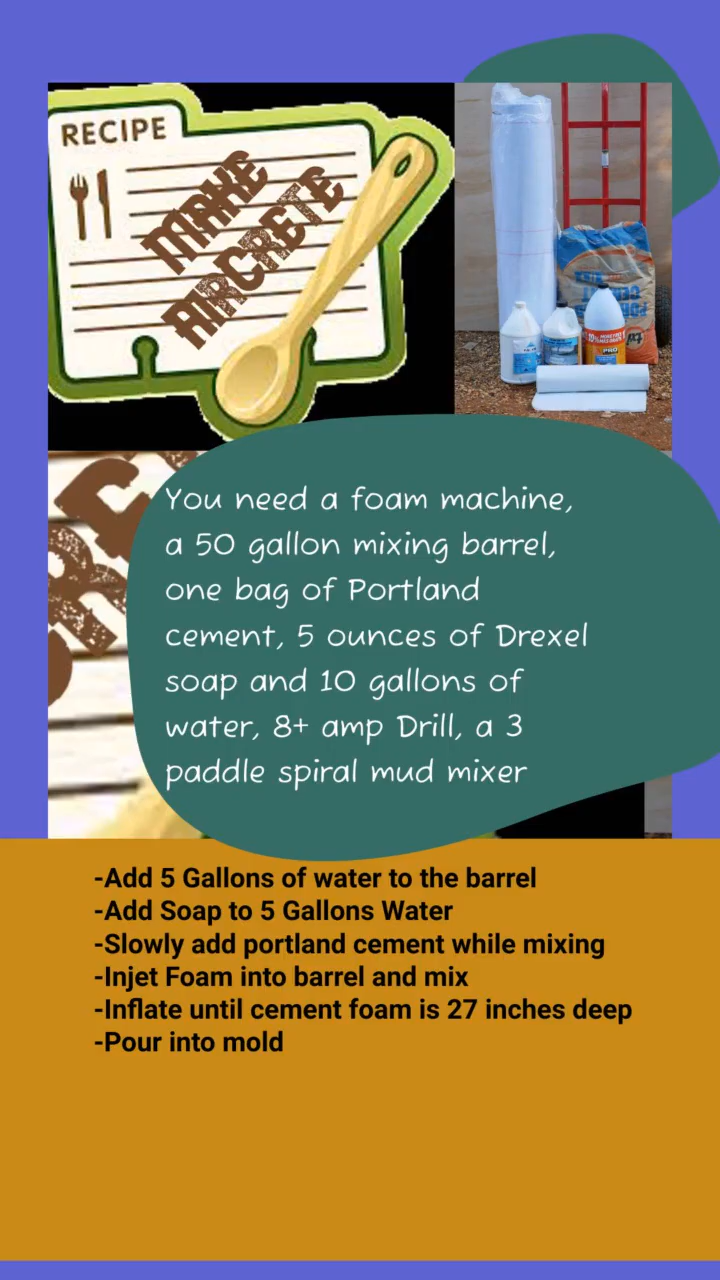 RECIPE
MAKE
AIRCRETE
You need a foam machine,
a 50 gallon mixing barrel,
one bag of Portland
cement, 5 ounces of Drexel
soap and 10 gallons of
water, 8+ amp Drill, a 3
paddle spiral mud mixer
-Add 5 Gallons of water to the barrel
-Add Soap to 5 Gallons Water
-Slowly add portland cement while mixing
-Injet Foam into barrel and mix
-Inflate until cement foam is 27 inches deep
-Pour into mold